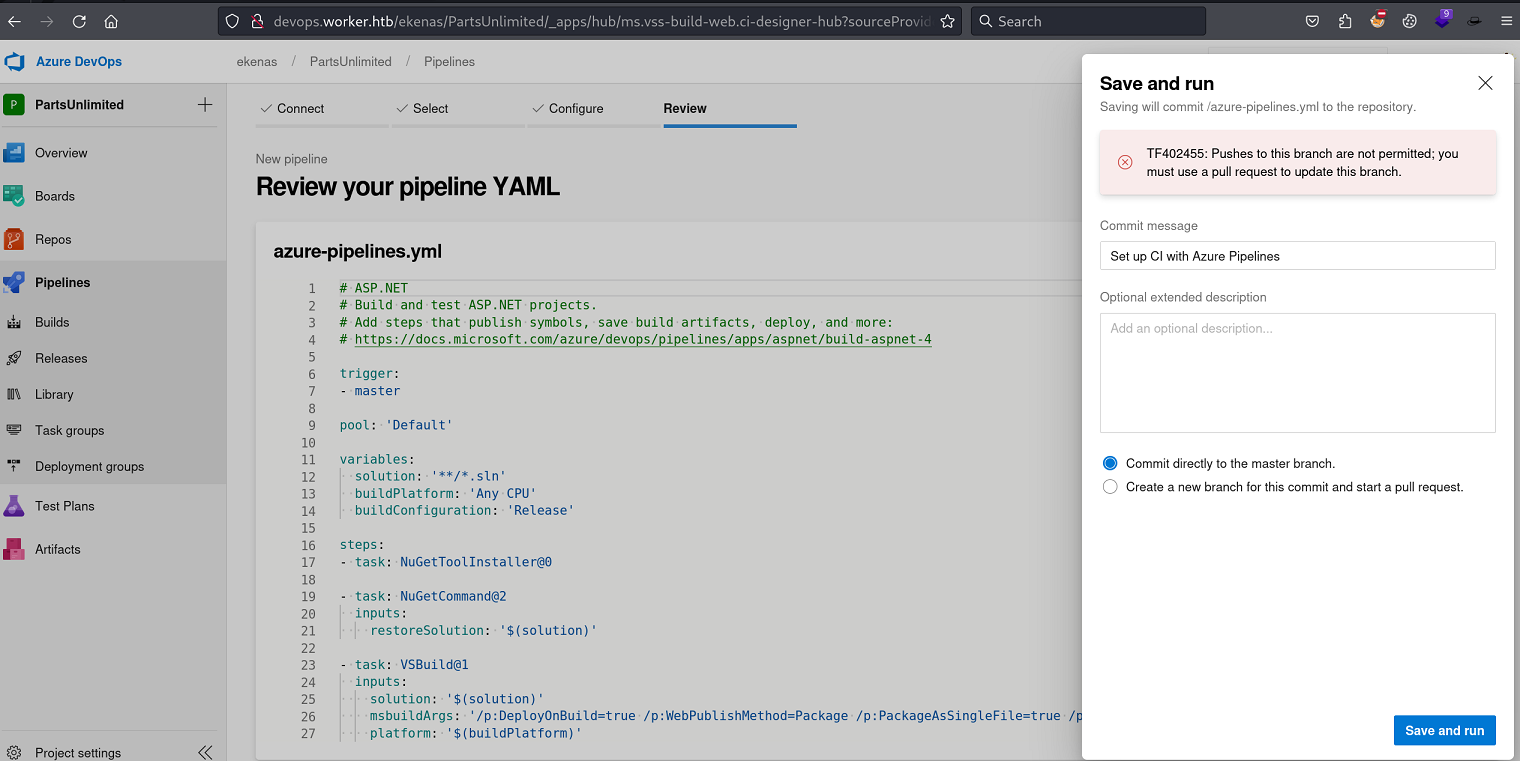 devops.worker.htb/ekenas/PartsUnlimited/_apps/hub/ms.vss-build-web.ci-designer-hub?sourceProvid
Search
9
Azure DevOps
ekenas / PartsUnlimited / Pipelines
P PartsUnlimited
Overview
Boards
Repos
Pipelines
Builds
Releases
Library
Task groups
Deployment groups
Test Plans
Artifacts
Project settings
Connect
Select
Configure
Review
New pipeline
Review your pipeline YAML
azure-pipelines.yml
1 # ASP.NET
2 # Build and test ASP.NET projects.
3 # Add steps that publish symbols, save build artifacts, deploy, and more:
4 # https://docs.microsoft.com/azure/devops/pipelines/apps/aspnet/build-aspnet-4
5
6 trigger:
7 - master
8
9 pool: 'Default'
10
11 variables:
12   solution: '**/*.sln'
13   buildPlatform: 'Any CPU'
14   buildConfiguration: 'Release'
15
16 steps:
17 - task: NuGetToolInstaller@0
18
19 - task: NuGetCommand@2
20   inputs:
21     restoreSolution: '$(solution)'
22
23 - task: VSBuild@1
24   inputs:
25     solution: '$(solution)'
26     msbuildArgs: '/p:DeployOnBuild=true /p:WebPublishMethod=Package /p:PackageAsSingleFile=true /p
27     platform: '$(buildPlatform)'
Save and run
Saving will commit /azure-pipelines.yml to the repository.
TF402455: Pushes to this branch are not permitted; you
must use a pull request to update this branch.
Commit message
Set up CI with Azure Pipelines
Optional extended description
Add an optional description...
Commit directly to the master branch.
Create a new branch for this commit and start a pull request.
Save and run